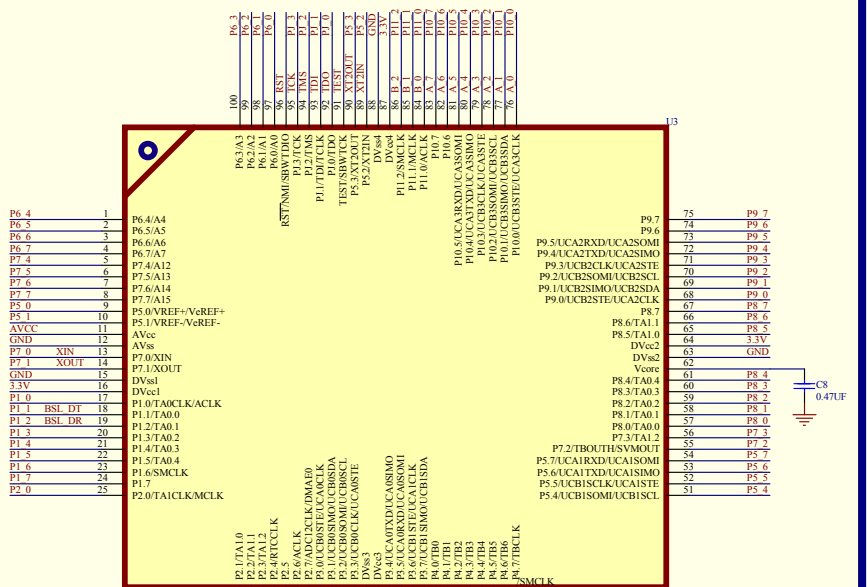 P6_3
P6_2
P6_1
P6_0
PJ_3
PJ_2
PJ_1
PJ_0
P5_3
P5_2
GND
3.3V
P11_2
P11_1
P11_0
P10_7
P10_6
P10_5
P10_4
P10_3
P10_2
P10_1
P10_0
RST
TCK
TMS
TDI
TDO
TEST
XT2OUT
XT2IN
B_2
B_1
B_0
A_7
A_6
A_5
A_4
A_3
A_2
A_1
A_0
100
99
98
97
96
95
94
93
92
91
90
89
88
87
86
85
84
83
82
81
80
79
78
77
76
U3
P6.3/A3
P6.2/A2
P6.1/A1
P6.0/A0
RST/NMI/SBWTDIO
PJ.3/TCK
PJ.2/TMS
PJ.1/TDI/TCLK
PJ.0/TDO
TEST/SBWTCK
P5.3/XT2OUT
P5.2/XT2IN
DVss4
DVcc4
P11.2/SMCLK
P11.1/MCLK
P11.0/ACLK
P10.7
P10.6
P10.5/UCA3RXD/UCA3SOMI
P10.4/UCA3TXD/UCA3SIMO
P10.3/UCB3CLK/UCA3STE
P10.2/UCB3SOMI/UCB3SCL
P10.1/UCB3SIMO/UCB3SDA
P10.0/UCB3STE/UCA3CLK
P6_4 1 P6.4/A4
P6_5 2 P6.5/A5
P6_6 3 P6.6/A6
P6_7 4 P6.7/A7
P7_4 5 P7.4/A12
P7_5 6 P7.5/A13
P7_6 7 P7.6/A14
P7_7 8 P7.7/A15
P5_0 9 P5.0/VREF+/VeREF+
P5_1 10 P5.1/VREF-/VeREF-
AVCC 11 AVcc
GND 12 AVss
P7_0 XIN 13 P7.0/XIN
P7_1 XOUT 14 P7.1/XOUT
GND 15 DVss1
3.3V 16 DVcc1
P1_0 17 P1.0/TA0CLK/ACLK
P1_1 BSL_DT 18 P1.1/TA0.0
P1_2 BSL_DR 19 P1.2/TA0.1
P1_3 20 P1.3/TA0.2
P1_4 21 P1.4/TA0.3
P1_5 22 P1.5/TA0.4
P1_6 23 P1.6/SMCLK
P1_7 24 P1.7
P2_0 25 P2.0/TA1CLK/MCLK
P9.7 75 P9_7
P9.6 74 P9_6
P9.5/UCA2RXD/UCA2SOMI 73 P9_5
P9.4/UCA2TXD/UCA2SIMO 72 P9_4
P9.3/UCB2CLK/UCA2STE 71 P9_3
P9.2/UCB2SOMI/UCB2SCL 70 P9_2
P9.1/UCB2SIMO/UCB2SDA 69 P9_1
P9.0/UCB2STE/UCA2CLK 68 P9_0
P8.7 67 P8_7
P8.6/TA1.1 66 P8_6
P8.5/TA1.0 65 P8_5
DVcc2 64 3.3V
DVss2 63 GND
Vcore 62
P8.4/TA0.4 61 P8_4
P8.3/TA0.3 60 P8_3
P8.2/TA0.2 59 P8_2
P8.1/TA0.1 58 P8_1
P8.0/TA0.0 57 P8_0
P7.3/TA1.2 56 P7_3
P7.2/TBOUTH/SVMOUT 55 P7_2
P5.7/UCA1RXD/UCA1SOMI 54 P5_7
P5.6/UCA1TXD/UCA1SIMO 53 P5_6
P5.5/UCB1SCLK/UCA1STE 52 P5_5
P5.4/UCB1SOMI/UCB1SCL 51 P5_4
C8
0.47UF
P2.1/TA1.0
P2.2/TA1.1
P2.3/TA1.2
P2.4/RTCCLK
P2.5
P2.6/ACLK
P2.7/ADC12CLK/DMAE0
P3.0/UCB0STE/UCA0CLK
P3.1/UCB0SIMO/UCB0SDA
P3.2/UCB0SOMI/UCB0SCL
P3.3/UCB0CLK/UCA0STE
DVss3
DVcc3
P3.4/UCA0TXD/UCA0SIMO
P3.5/UCA0RXD/UCA0SOMI
P3.6/UCB1STE/UCA1CLK
P3.7/UCB1SIMO/UCB1SDA
P4.0/TB0
P4.1/TB1
P4.2/TB2
P4.3/TB3
P4.4/TB4
P4.5/TB5
P4.6/TB6
P4.7/TBCLK
/SMCLK